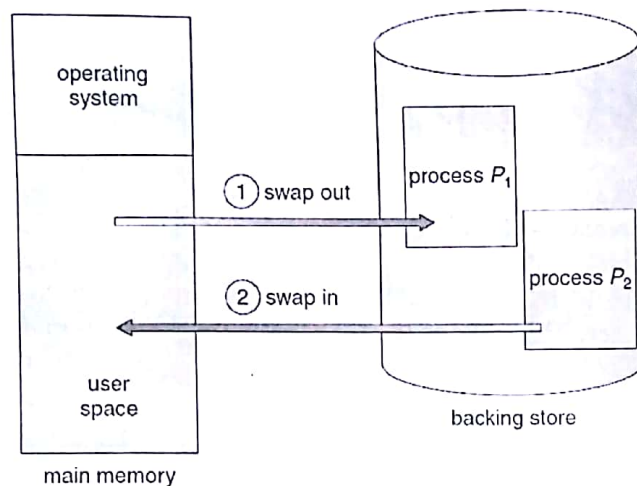 operating
system
1 swap out
process P1
2 swap in
process P2
user
space
backing store
main memory